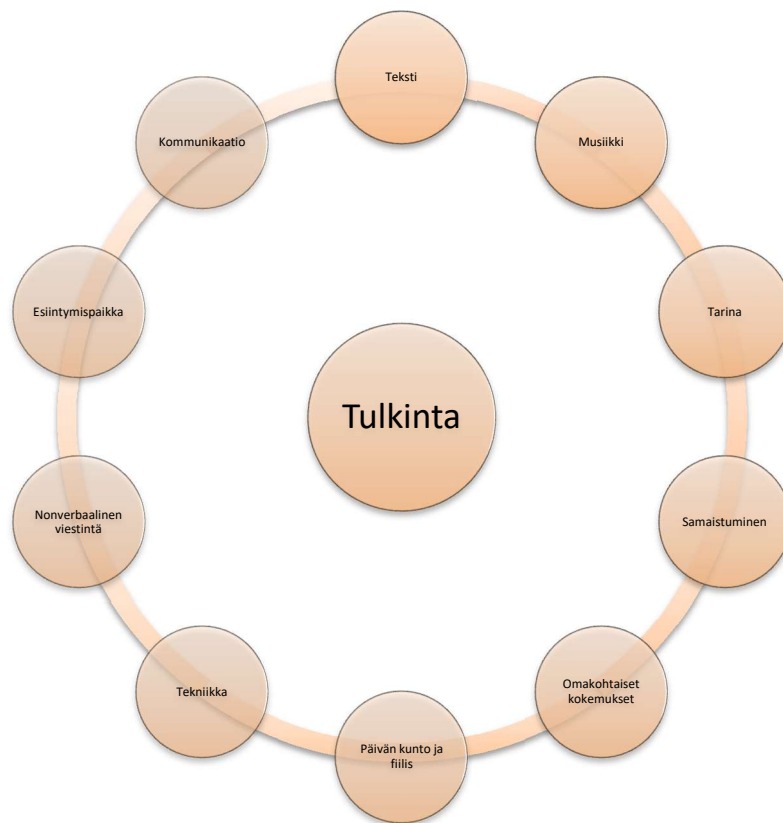 Teksti
Musiikki
Tarina
Samaistuminen
Omakohtaiset
kokemukset
Päivän kunto ja
fiilis
Tekniikka
Nonverbaalinen
viestintä
Esiintymispaikka
Kommunikaatio
Tulkinta